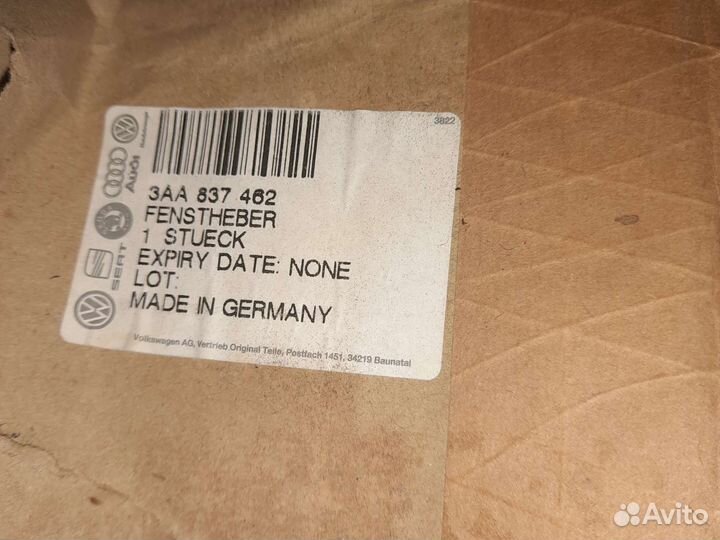 3822
3AA 837 462
FENSTHEBER
1 STUECK
EXPIRY DATE: NONE
LOT:
MADE IN GERMANY
Volkswagen AG, Vertrieb Original Teile, Postfach 1451, 34219 Baunatal
Audi
SEAT
Avito